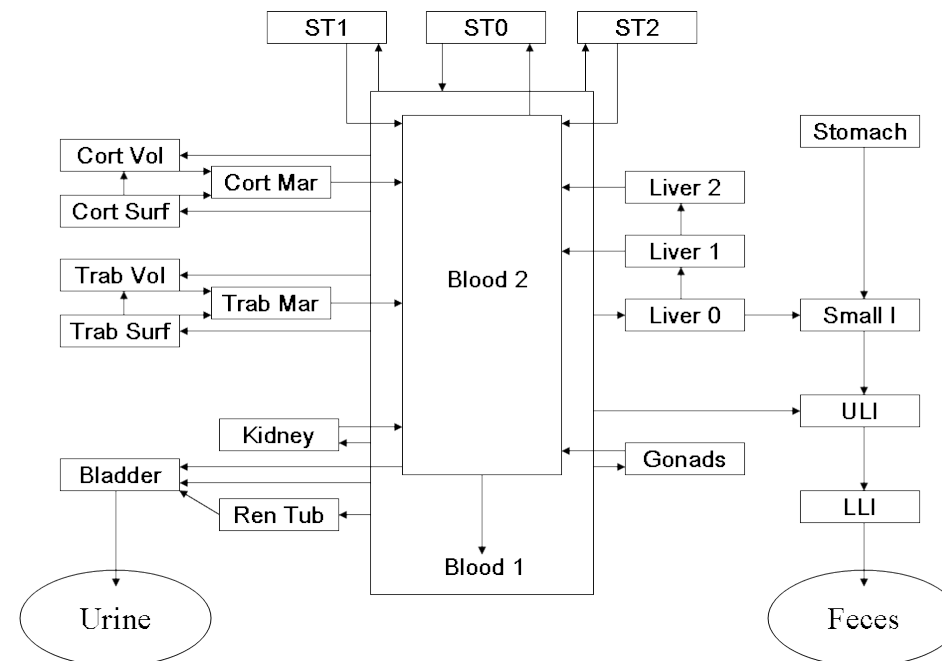 ST1
ST0
ST2
Stomach
Cort Vol
Cort Mar
Cort Surf
Liver 2
Liver 1
Liver 0
Small I
Trab Vol
Trab Mar
Trab Surf
Blood 2
ULI
Kidney
Gonads
Bladder
Ren Tub
LLI
Blood 1
Urine
Feces